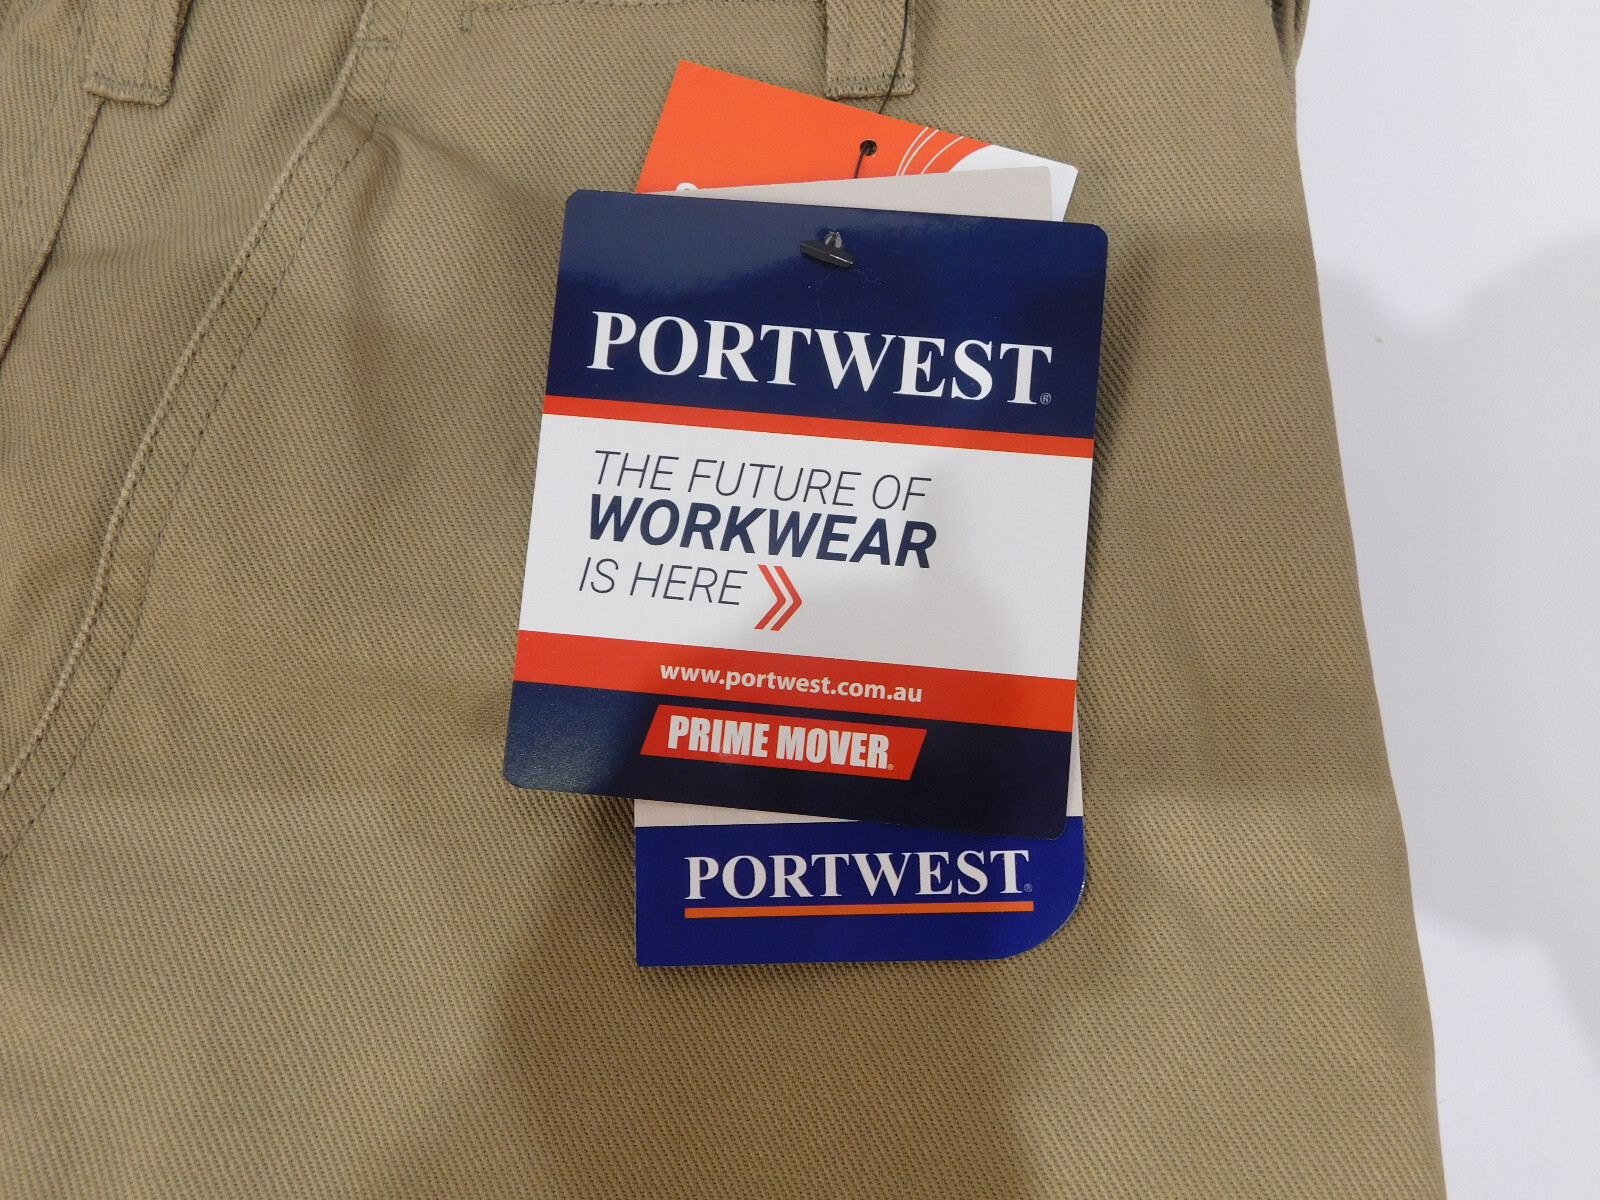 PORTWEST®
THE FUTURE OF
WORKWEAR
IS HERE
www.portwest.com.au
PRIME MOVER®
PORTWEST®